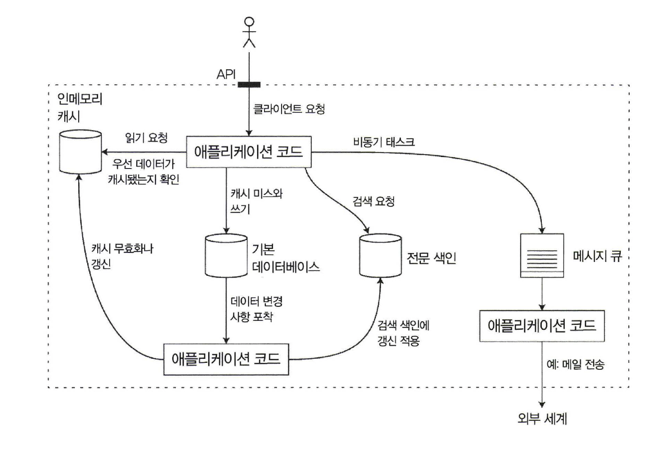 API
클라이언트 요청
인메모리
캐시
읽기 요청
우선 데이터가
캐시됐는지 확인
애플리케이션 코드
비동기 태스크
캐시 미스와
쓰기
검색 요청
캐시 무효화나
갱신
기본
데이터베이스
전문 색인
메시지 큐
데이터 변경
사항 포착
검색 색인에
갱신 적용
애플리케이션 코드
애플리케이션 코드
예: 메일 전송
외부 세계